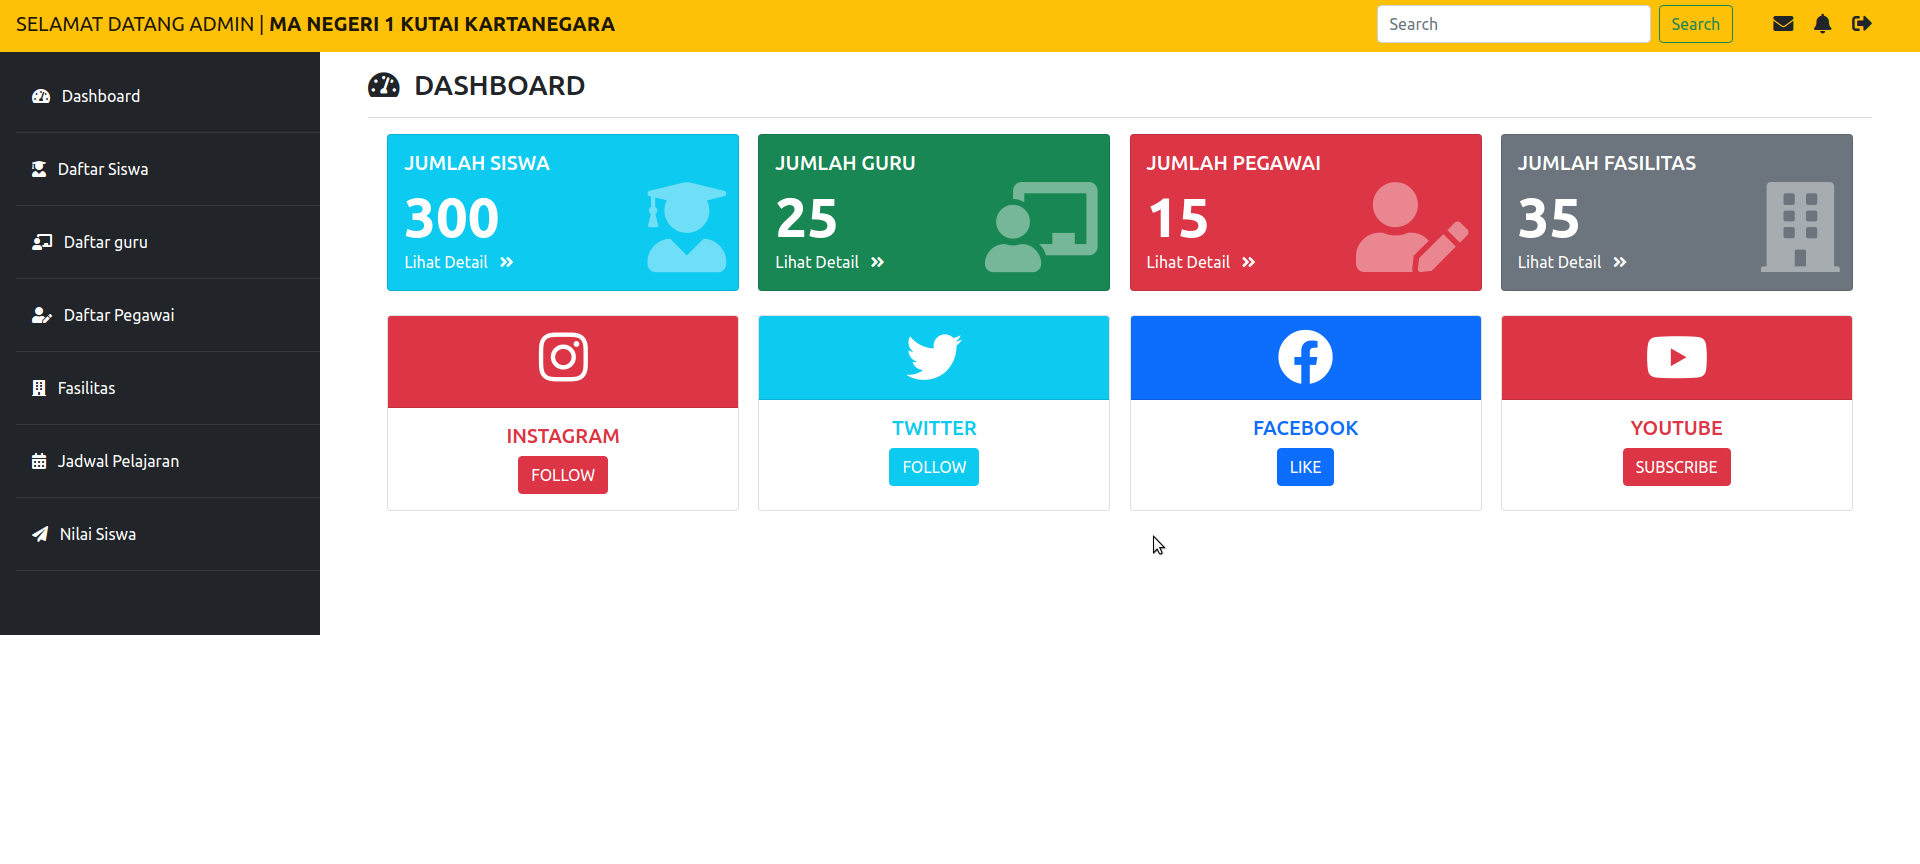 SELAMAT DATANG ADMIN | MA NEGERI 1 KUTAI KARTANEGARA
Search
Search
Dashboard
Daftar Siswa
Daftar guru
Daftar Pegawai
Fasilitas
Jadwal Pelajaran
Nilai Siswa
DASHBOARD
JUMLAH SISWA
300
Lihat Detail
JUMLAH GURU
25
Lihat Detail
JUMLAH PEGAWAI
15
Lihat Detail
JUMLAH FASILITAS
35
Lihat Detail
INSTAGRAM
FOLLOW
TWITTER
FOLLOW
FACEBOOK
LIKE
YOUTUBE
SUBSCRIBE